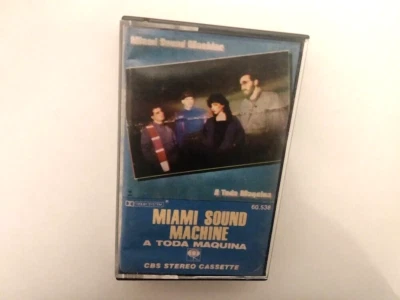 Miami Sound Machine
A Toda Maquina
MIAMI SOUND
MACHINE
A TODA MAQUINA
CBS STEREO CASSETTE